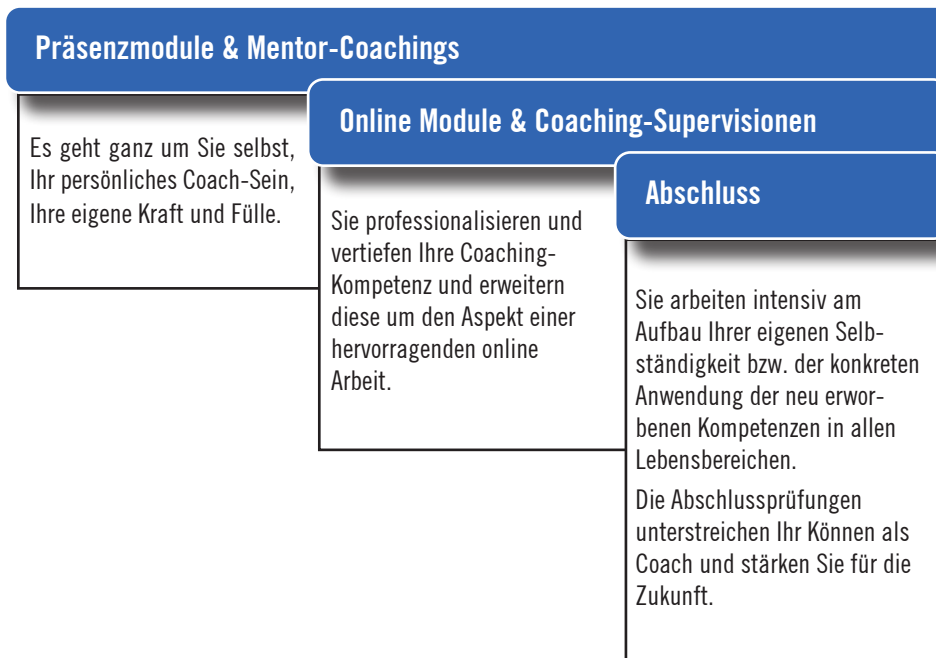 Präsenzmodule & Mentor-Coachings
Es geht ganz um Sie selbst,
Ihr persönliches Coach-Sein,
Ihre eigene Kraft und Fülle.
Online Module & Coaching-Supervisionen
Sie professionalisieren und
vertiefen Ihre Coaching-
Kompetenz und erweitern
diese um den Aspekt einer
hervorragenden online
Arbeit.
Abschluss
Sie arbeiten intensiv am
Aufbau Ihrer eigenen Selb-
ständigkeit bzw. der konkreten
Anwendung der neu erwor-
benen Kompetenzen in allen
Lebensbereichen.
Die Abschlussprüfungen
unterstreichen Ihr Können als
Coach und stärken Sie für die
Zukunft.